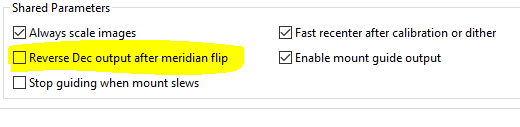 Shared Parameters
Always scale images
Fast recenter after calibration or dither
Reverse Dec output after meridian flip
Enable mount guide output
Stop guiding when mount slews